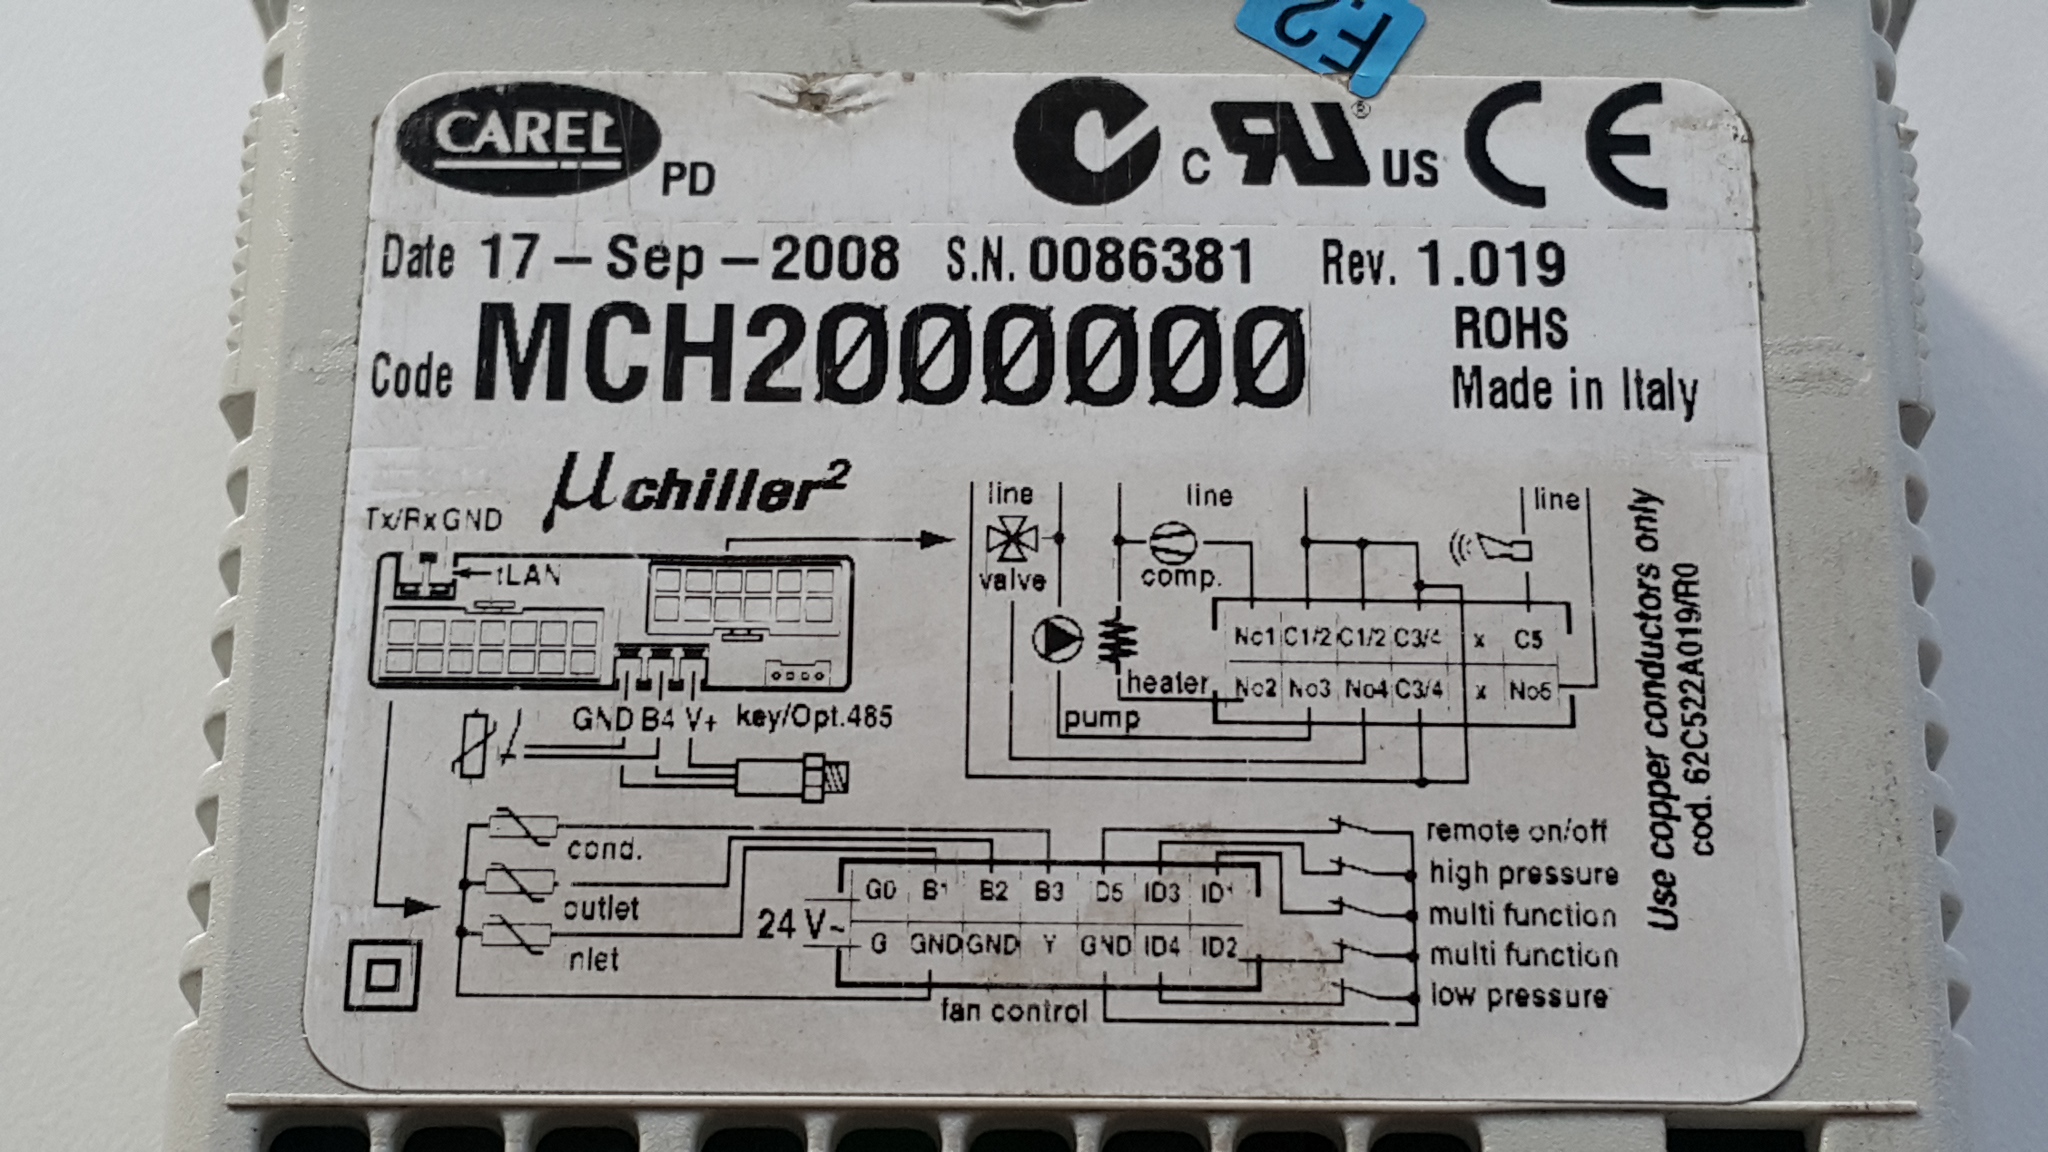 F2
CAREL PD
c RU ® US CE
Date 17-Sep-2008 S.N. 0086381 Rev. 1.019
Code MCH2000000
ROHS
Made in Italy
µchiller²
Tx/Rx GND
tLAN
GND B4 V+ key/Opt.485
line line line
valve comp.
heater
pump
No1 C1/2 C1/2 C3/4 x C5
No2 No3 No4 C3/4 x No5
Use copper conductors only
cod. 62C522A019/R0
cond.
outlet
nlet
24 V~
G0 B1 B2 B3 D5 ID3 ID1
G GND GND Y GND ID4 ID2
fan control
remote on/off
high pressure
multi function
multi function
low pressure